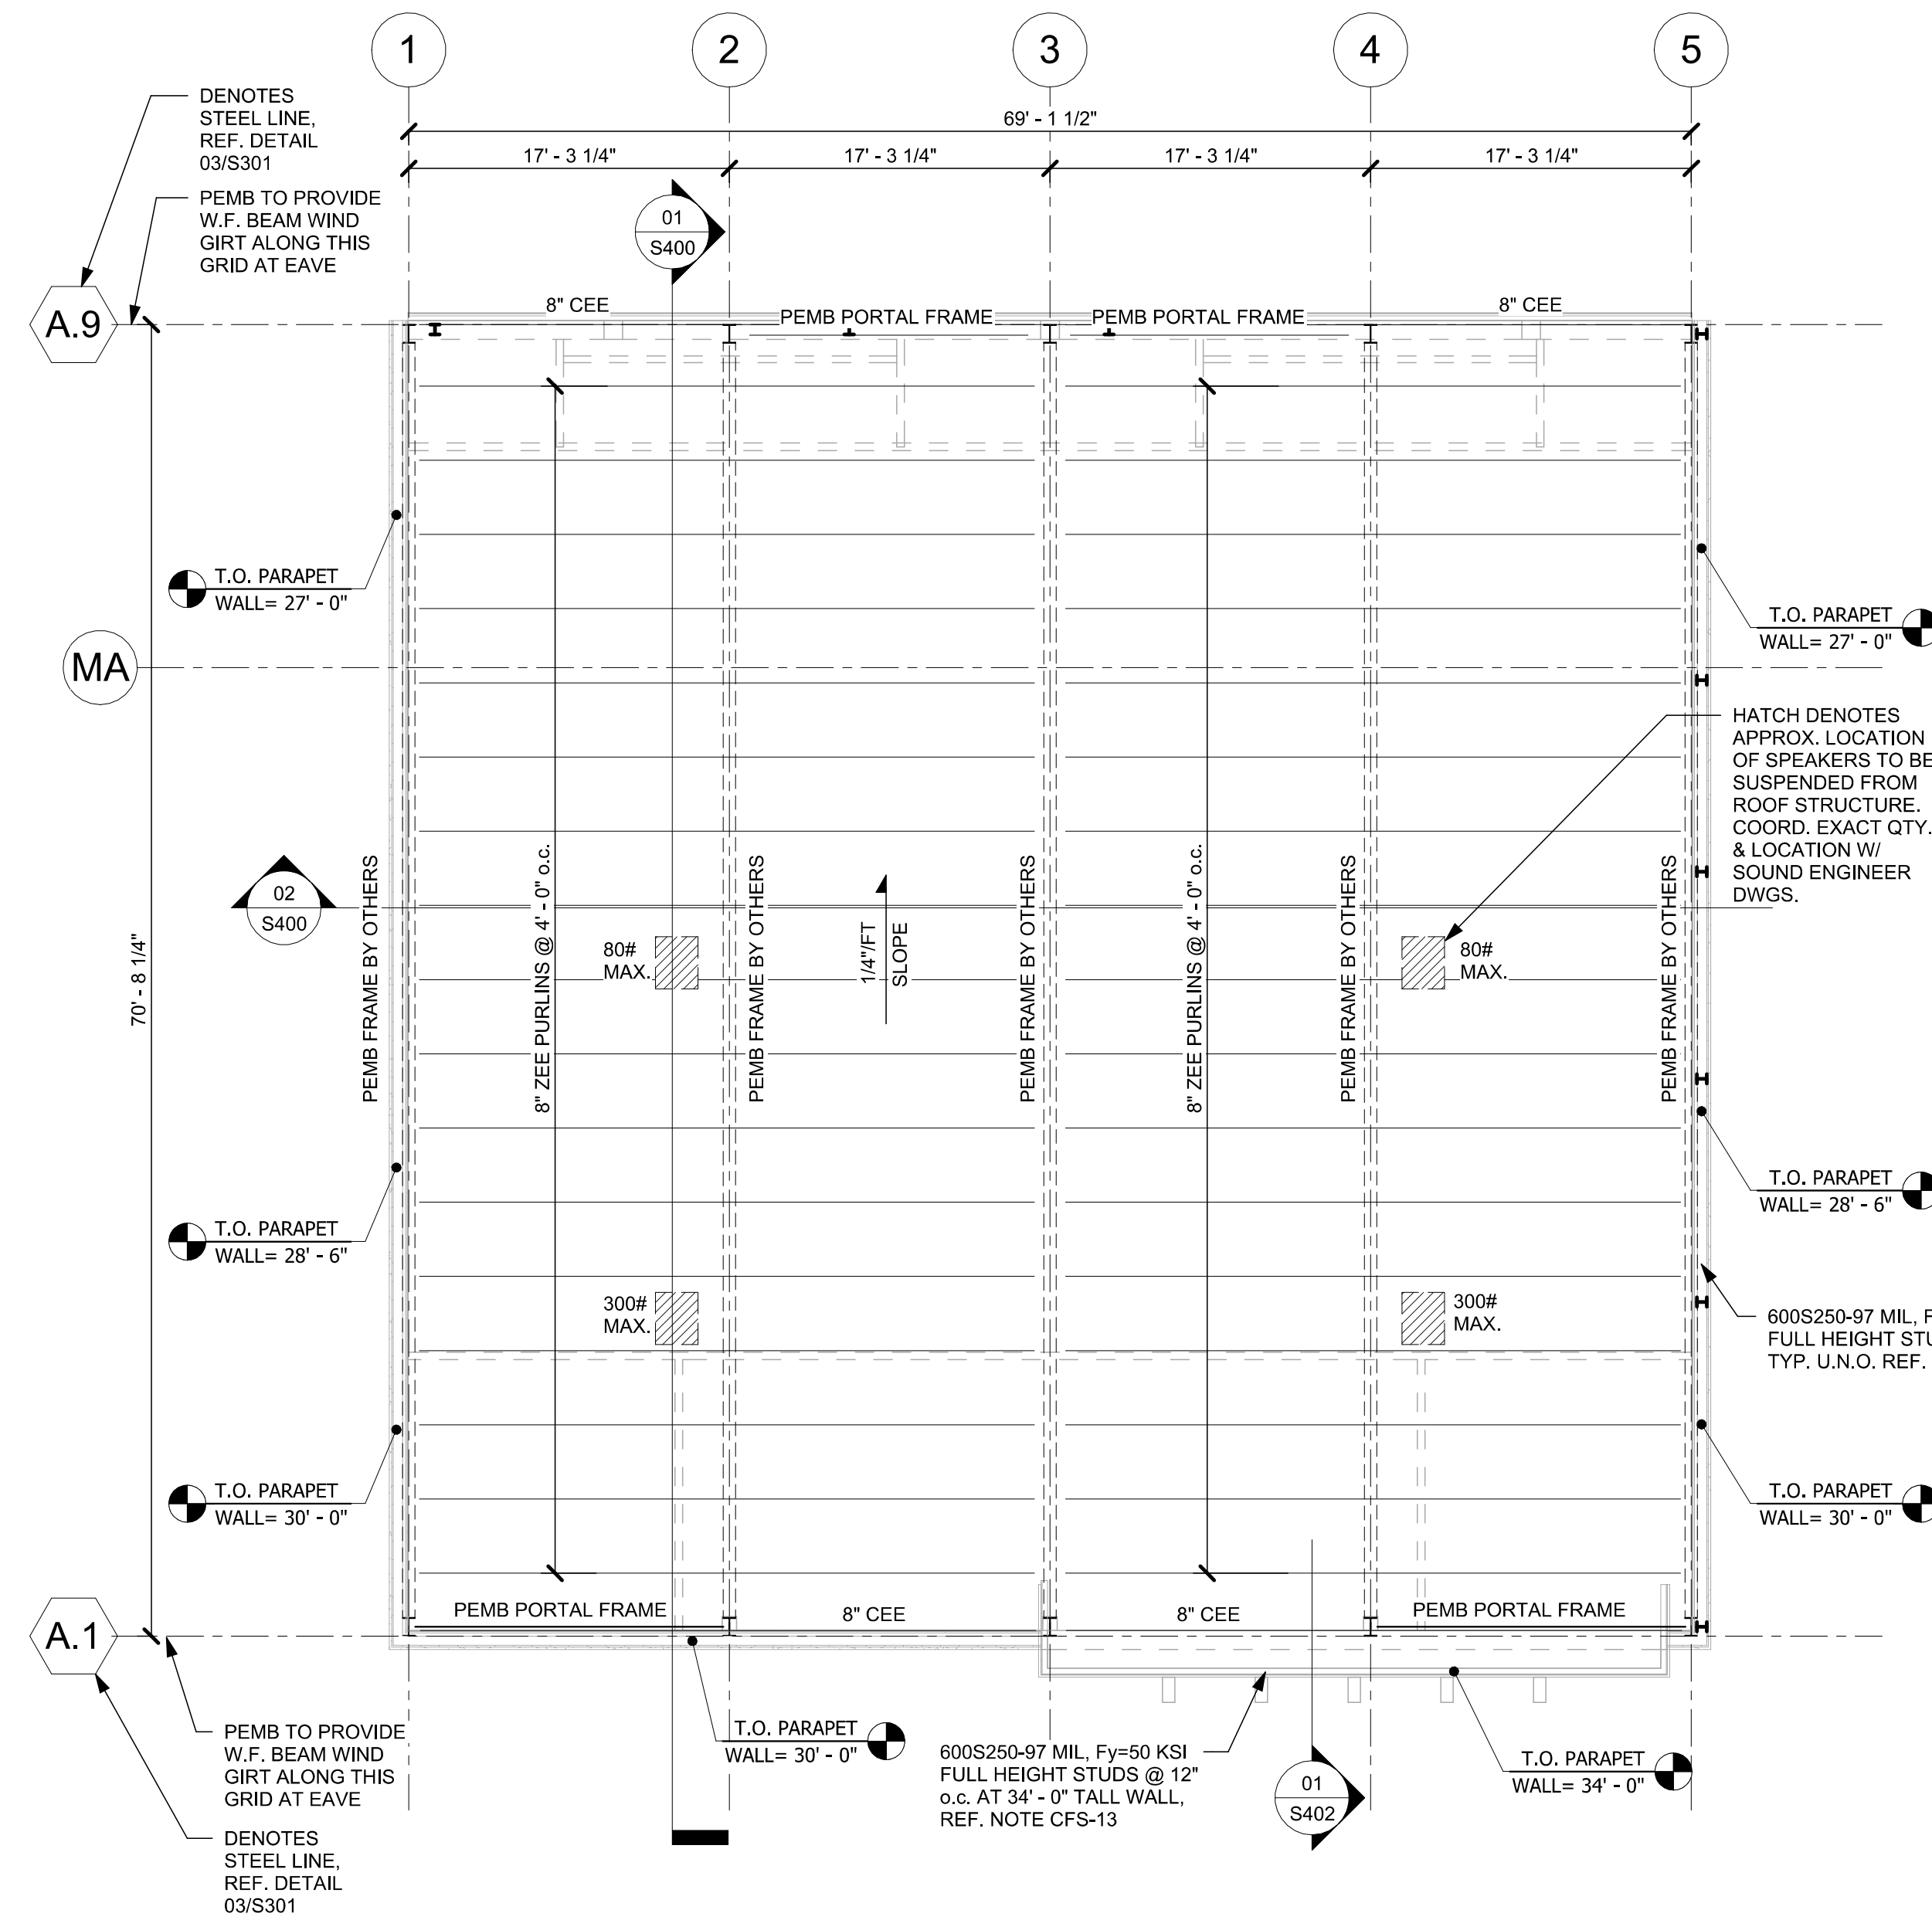 1
2
3
4
5
DENOTES
STEEL LINE,
REF. DETAIL
03/S301
69' - 1 1/2"
17' - 3 1/4"
17' - 3 1/4"
17' - 3 1/4"
17' - 3 1/4"
PEMB TO PROVIDE
W.F. BEAM WIND
GIRT ALONG THIS
GRID AT EAVE
01
S400
A.9
8" CEE
PEMB PORTAL FRAME
PEMB PORTAL FRAME
8" CEE
T.O. PARAPET
WALL= 27' - 0"
T.O. PARAPET
WALL= 27' - 0"
MA
HATCH DENOTES
APPROX. LOCATION
OF SPEAKERS TO BE
SUSPENDED FROM
ROOF STRUCTURE.
COORD. EXACT QTY.
& LOCATION W/
SOUND ENGINEER
DWGS.
02
S400
70' - 8 1/4"
PEMB FRAME BY OTHERS
8" ZEE PURLINS @ 4' - 0" o.c.
PEMB FRAME BY OTHERS
1/4"/FT
SLOPE
PEMB FRAME BY OTHERS
8" ZEE PURLINS @ 4' - 0" o.c.
PEMB FRAME BY OTHERS
PEMB FRAME BY OTHERS
80#
MAX.
80#
MAX.
T.O. PARAPET
WALL= 28' - 6"
T.O. PARAPET
WALL= 28' - 6"
300#
MAX.
300#
MAX.
600S250-97 MIL, F
FULL HEIGHT STU
TYP. U.N.O. REF.
T.O. PARAPET
WALL= 30' - 0"
T.O. PARAPET
WALL= 30' - 0"
PEMB PORTAL FRAME
8" CEE
8" CEE
PEMB PORTAL FRAME
A.1
PEMB TO PROVIDE
W.F. BEAM WIND
GIRT ALONG THIS
GRID AT EAVE
T.O. PARAPET
WALL= 30' - 0"
600S250-97 MIL, Fy=50 KSI
FULL HEIGHT STUDS @ 12"
o.c. AT 34' - 0" TALL WALL,
REF. NOTE CFS-13
01
S402
T.O. PARAPET
WALL= 34' - 0"
DENOTES
STEEL LINE,
REF. DETAIL
03/S301